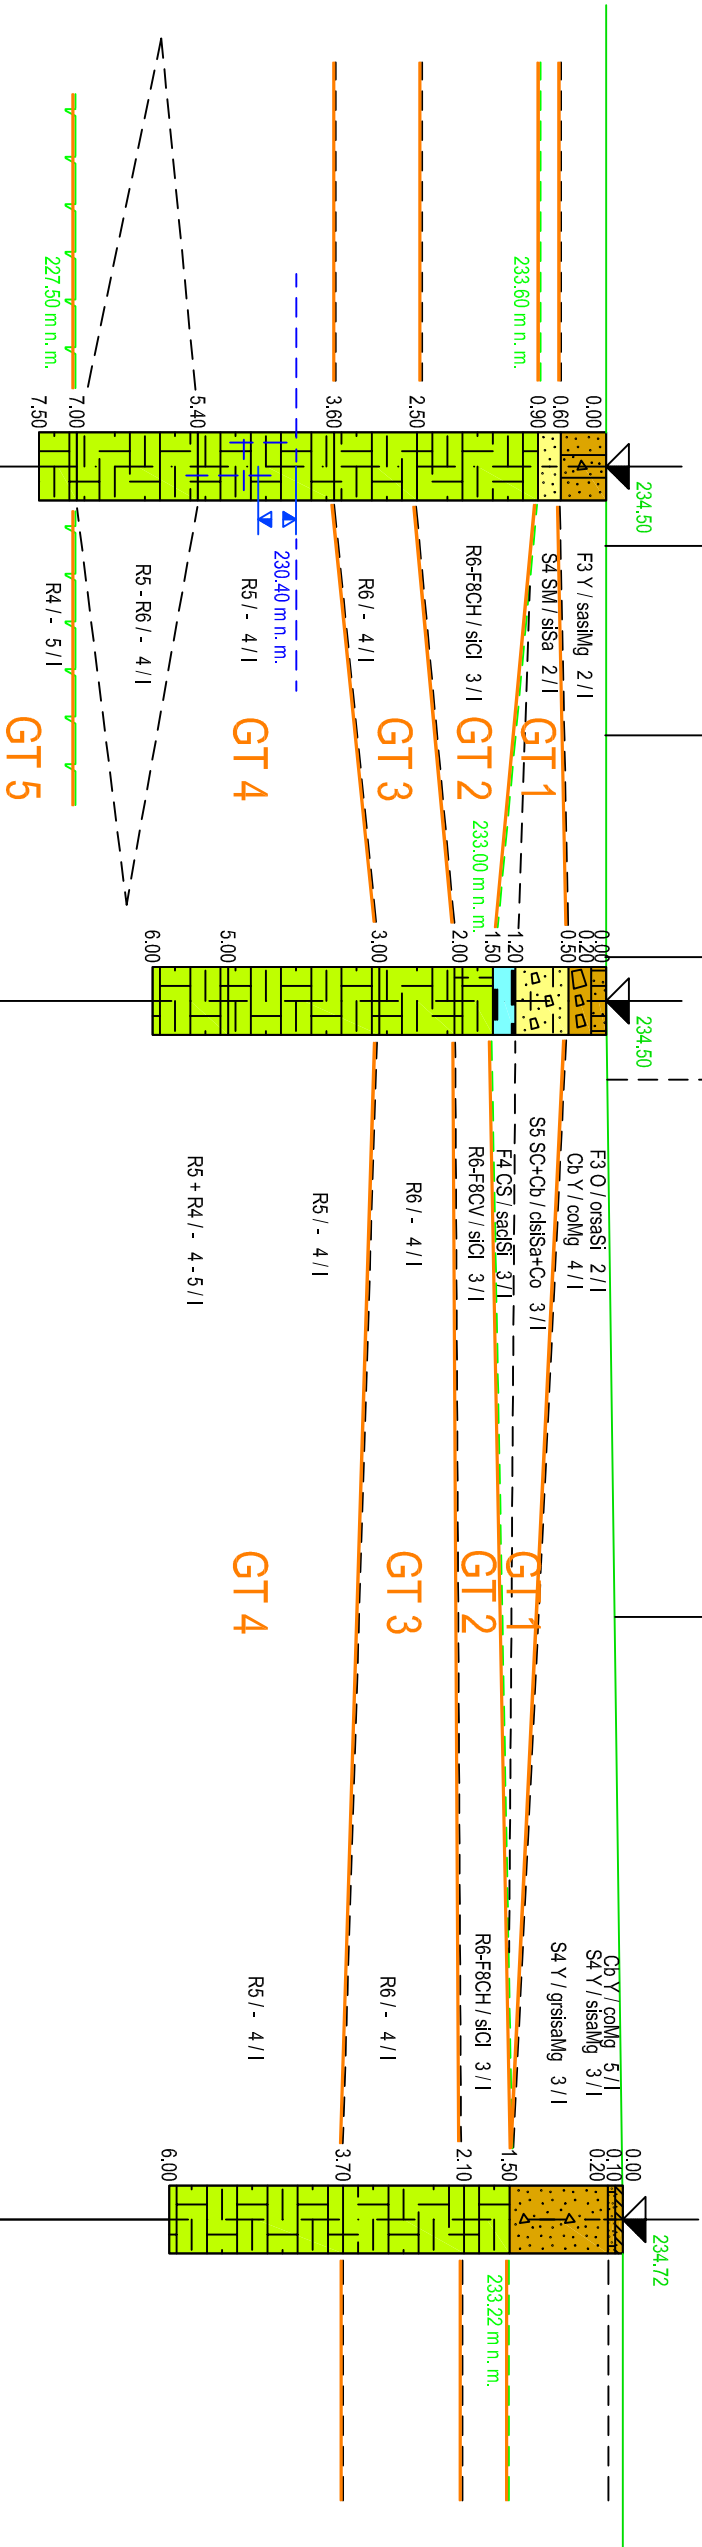 234.50
0.00
0.60
0.90
2.50
3.60
5.40
7.00
7.50
233.60 m n. m.
227.50 m n. m.
230.40 m n. m.
F3 Y / sasiMg 2 / I
S4 SM / siSa 2 / I
R6-F8CH / siCl 3 / I
R6 / - 4 / I
R5 / - 4 / I
R5 - R6 / - 4 / I
R4 / - 5 / I
GT 1
GT 2
GT 3
GT 4
GT 5
234.50
0.00
0.20
0.50
1.20
1.50
2.00
3.00
5.00
6.00
233.00 m n. m.
F3 O / orsaSi 2 / I
Cb Y / coMg 4 / I
S5 SC+Cb / clsiSa+Co 3 / I
F4 CS / saclSi 3 / I
R6-F8CV / siCl 3 / I
R6 / - 4 / I
R5 / - 4 / I
R5 + R4 / - 4 - 5 / I
GT 1
GT 2
GT 3
GT 4
Cb Y / coMg 5 / I
S4 Y / sisaMg 3 / I
S4 Y / grsisaMg 3 / I
R6-F8CH / siCl 3 / I
R6 / - 4 / I
R5 / - 4 / I
234.72
0.00
0.10
0.20
1.50
2.10
3.70
6.00
233.22 m n. m.